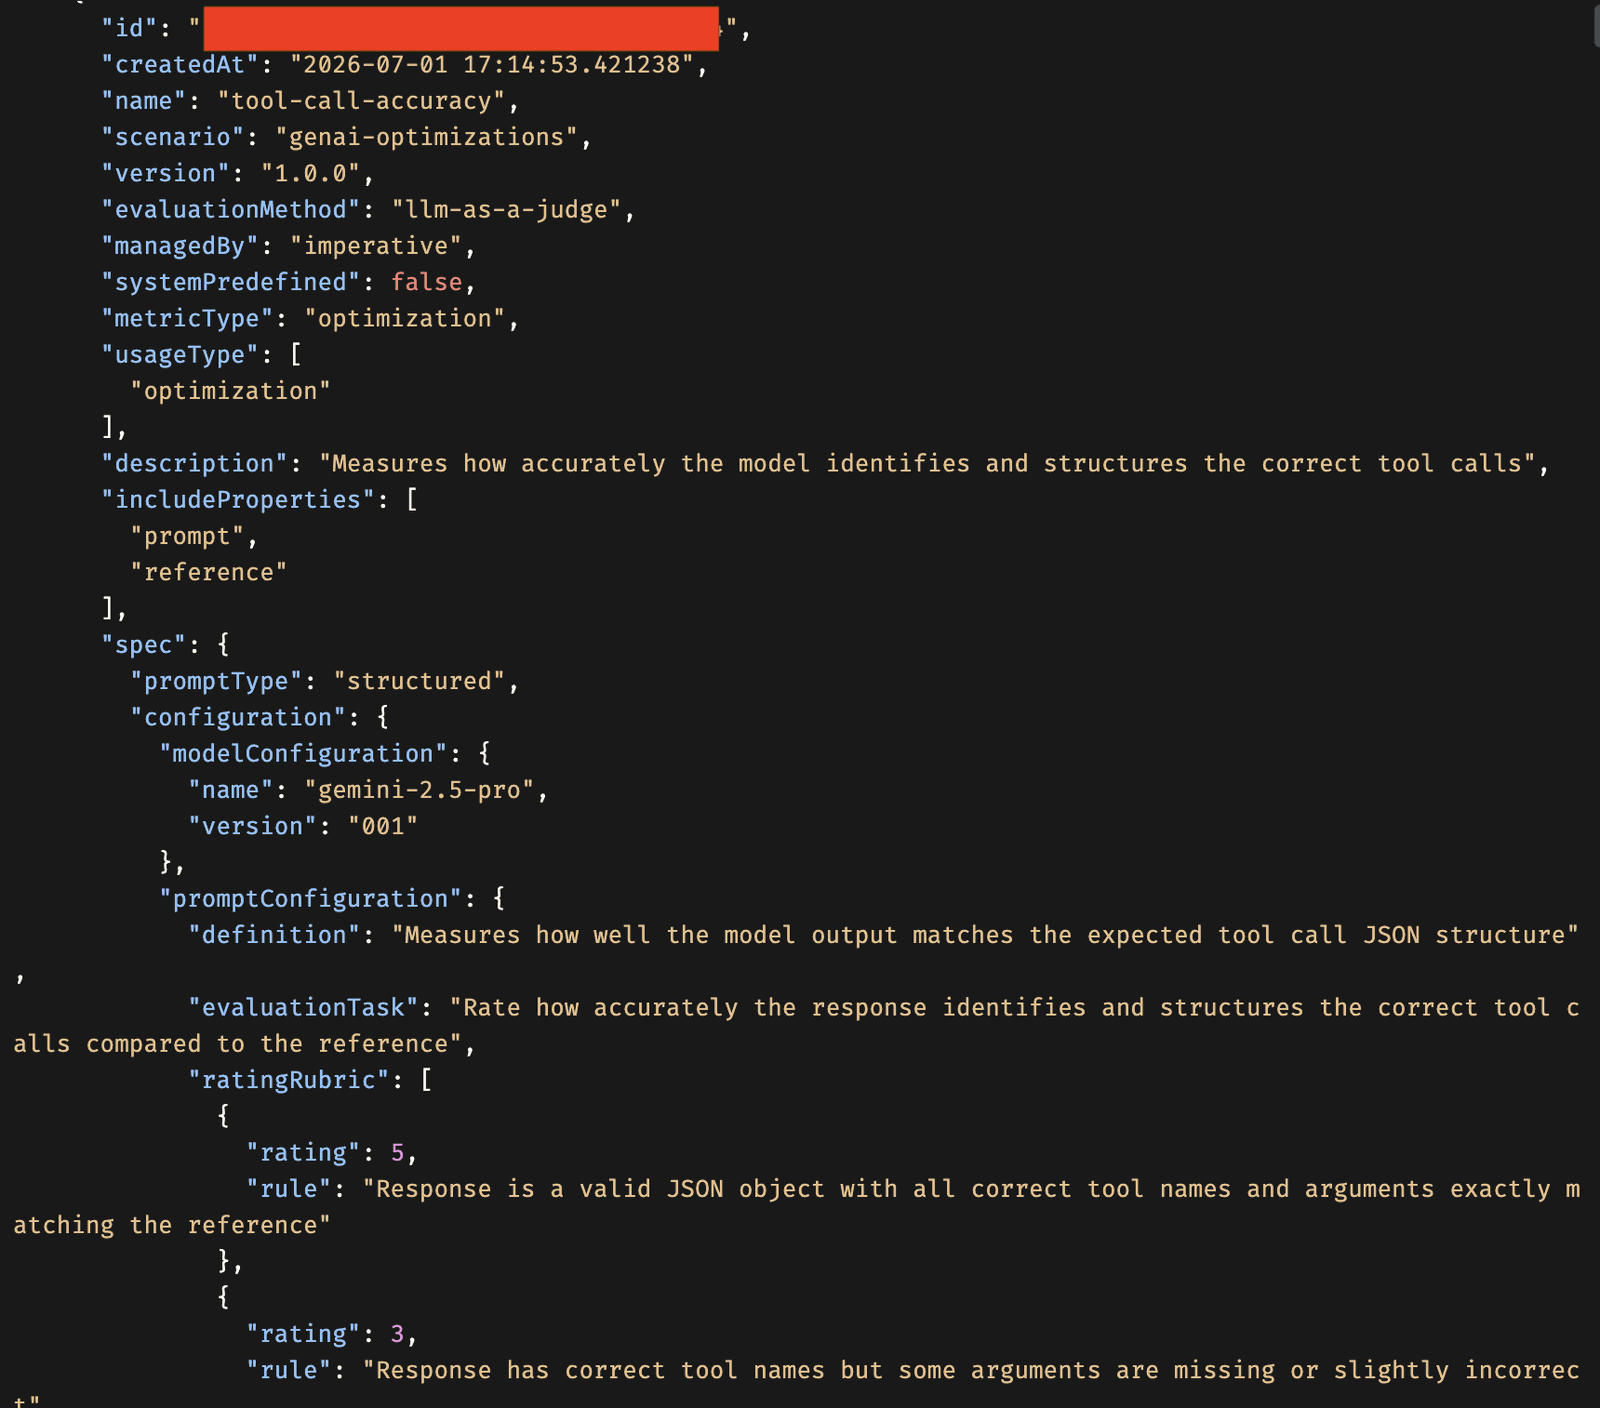 {
"id": "",
"createdAt": "2026-07-01 17:14:53.421238",
"name": "tool-call-accuracy",
"scenario": "genai-optimizations",
"version": "1.0.0",
"evaluationMethod": "llm-as-a-judge",
"managedBy": "imperative",
"systemPredefined": false,
"metricType": "optimization",
"usageType": [
"optimization"
],
"description": "Measures how accurately the model identifies and structures the correct tool calls",
"includeProperties": [
"prompt",
"reference"
],
"spec": {
"promptType": "structured",
"configuration": {
"modelConfiguration": {
"name": "gemini-2.5-pro",
"version": "001"
},
"promptConfiguration": {
"definition": "Measures how well the model output matches the expected tool call JSON structure"
,
"evaluationTask": "Rate how accurately the response identifies and structures the correct tool c
alls compared to the reference",
"ratingRubric": [
{
"rating": 5,
"rule": "Response is a valid JSON object with all correct tool names and arguments exactly m
atching the reference"
},
{
"rating": 3,
"rule": "Response has correct tool names but some arguments are missing or slightly incorrec
t"